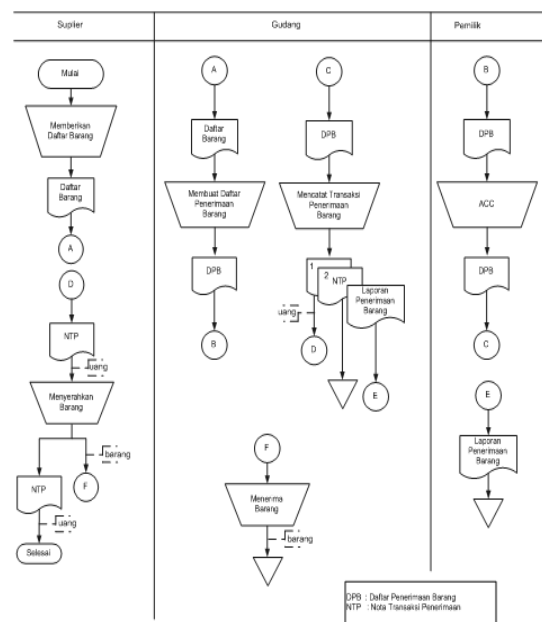 Suplier
Gudang
Pemilik
Mulai
Memberikan
Daftar Barang
Daftar
Barang
A
D
NTP
uang
Menyerahkan
Barang
barang
NTP
F
uang
Selesai
A
Daftar
Barang
Membuat Daftar
Penerimaan
Barang
DPB
B
C
DPB
Mencatat Transaksi
Penerimaan
Barang
1
2
NTP
Laporan
Penerimaan
Barang
uang
D
E
F
Menerima
Barang
barang
B
DPB
ACC
DPB
C
E
Laporan
Penerimaan
Barang
DPB : Daftar Penerimaan Barang
NTP : Nota Transaksi Penerimaan